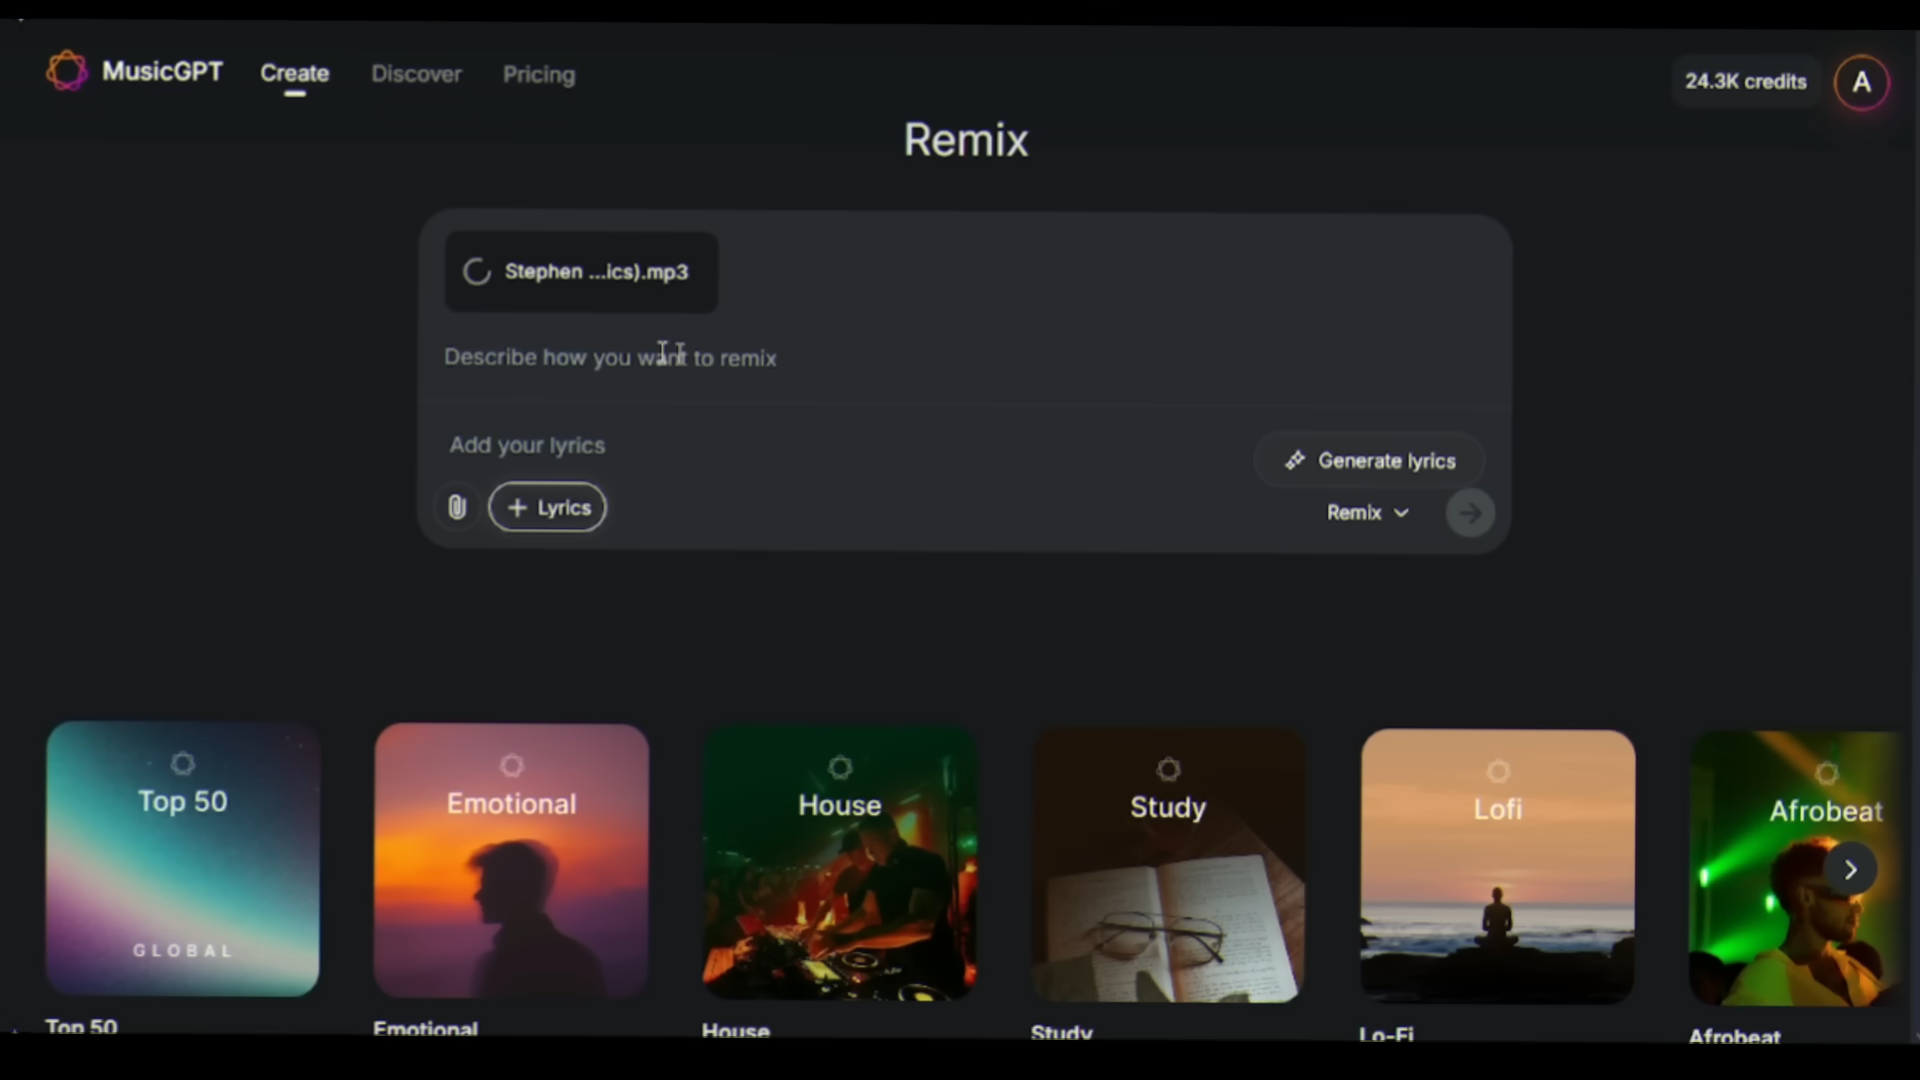 MusicGPT Create Discover Pricing
24.3K credits A
Remix
Stephen ...ics).mp3
Describe how you want to remix
Add your lyrics
Generate lyrics
+ Lyrics
Remix
Top 50
Emotional
House
Study
Lofi
Afrobeat
GLOBAL
Top 50
Emotional
House
Study
Lo-Fi
Afrobeat